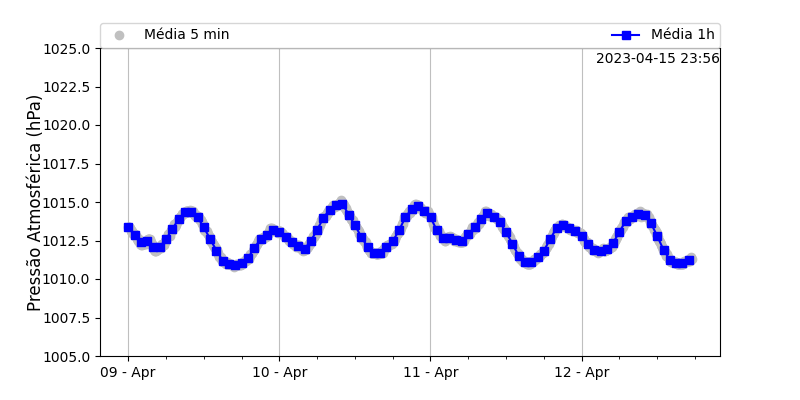 Média 5 min
Média 1h
2023-04-15 23:56
Pressão Atmosférica (hPa)
1025.0
1022.5
1020.0
1017.5
1015.0
1012.5
1010.0
1007.5
1005.0
09 - Apr
10 - Apr
11 - Apr
12 - Apr